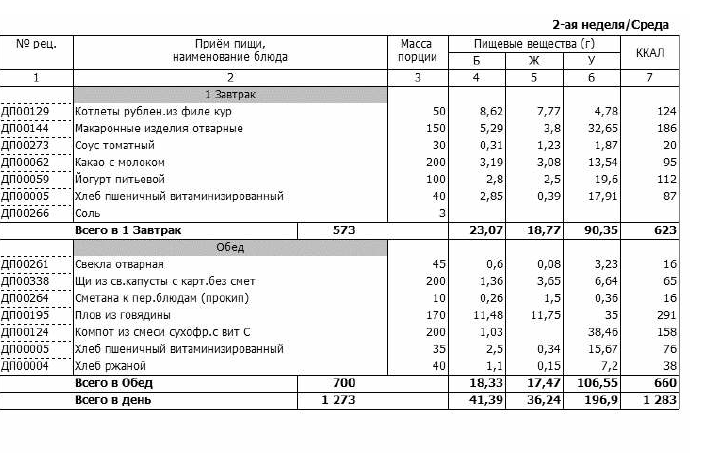 2-ая неделя/Среда
№ рец. Приём пищи, наименование блюда Масса порции Пищевые вещества (г) ККАЛ
Б Ж У
1 2 3 4 5 6 7
1 Завтрак
ДП00129 Котлеты рублен.из филе кур 50 8,62 7,77 4,78 124
ДП00144 Макаронные изделия отварные 150 5,29 3,8 32,65 186
ДП00273 Соус томатный 30 0,31 1,23 1,87 20
ДП00062 Какао с молоком 200 3,19 3,08 13,54 95
ДП00059 Йогурт питьевой 100 2,8 2,5 19,6 112
ДП00005 Хлеб пшеничный витаминизированный 40 2,85 0,39 17,91 87
ДП00266 Соль 3
Всего в 1 Завтрак 573 23,07 18,77 90,35 623
Обед
ДП00261 Свекла отварная 45 0,6 0,08 3,23 16
ДП00338 Щи из св.капусты с карт.без смет 200 1,36 3,65 6,64 65
ДП00264 Сметана к пер.блюдам (прокип) 10 0,26 1,5 0,36 16
ДП00195 Плов из говядины 170 11,48 11,75 35 291
ДП00124 Компот из смеси сухофр.с вит С 200 1,03 38,46 158
ДП00005 Хлеб пшеничный витаминизированный 35 2,5 0,34 15,67 76
ДП00004 Хлеб ржаной 40 1,1 0,15 7,2 38
Всего в Обед 700 18,33 17,47 106,55 660
Всего в день 1 273 41,39 36,24 196,9 1 283